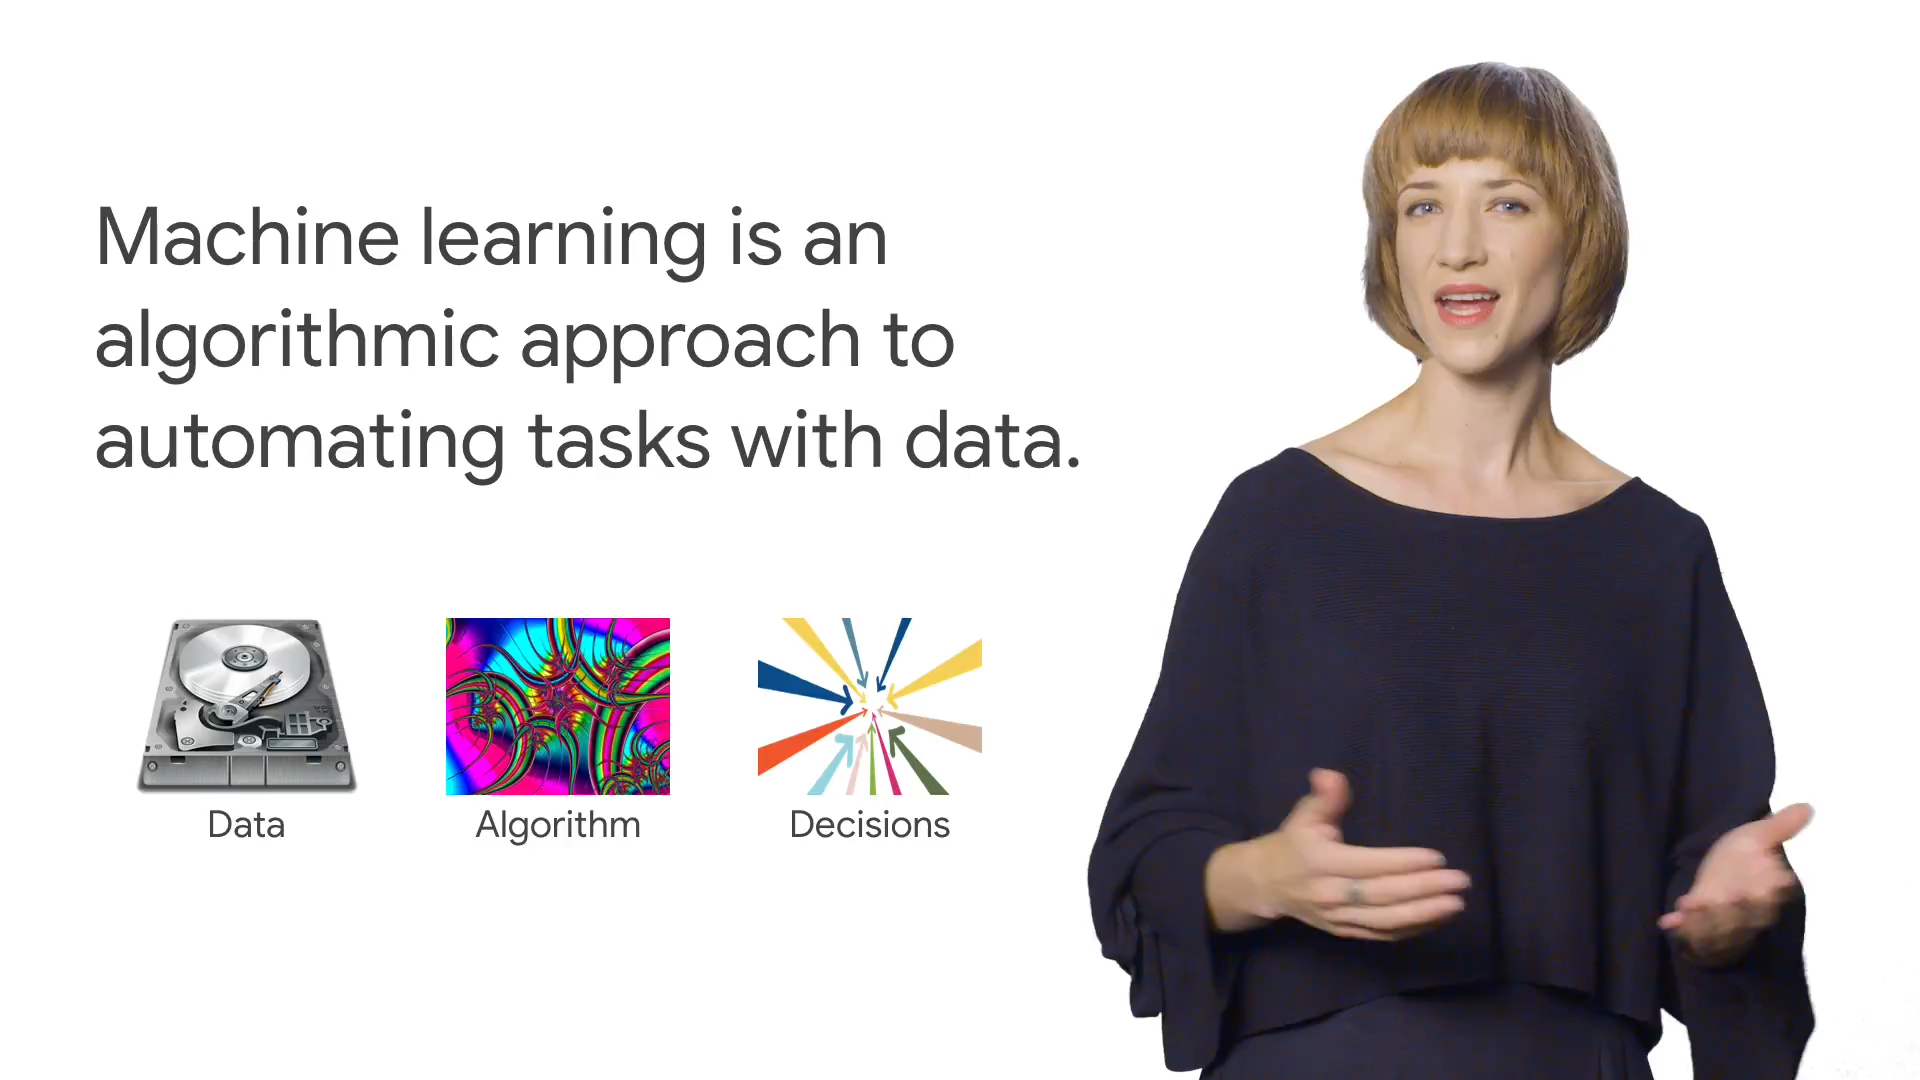 Machine learning is an
algorithmic approach to
automating tasks with data.
Data
Algorithm
Decisions